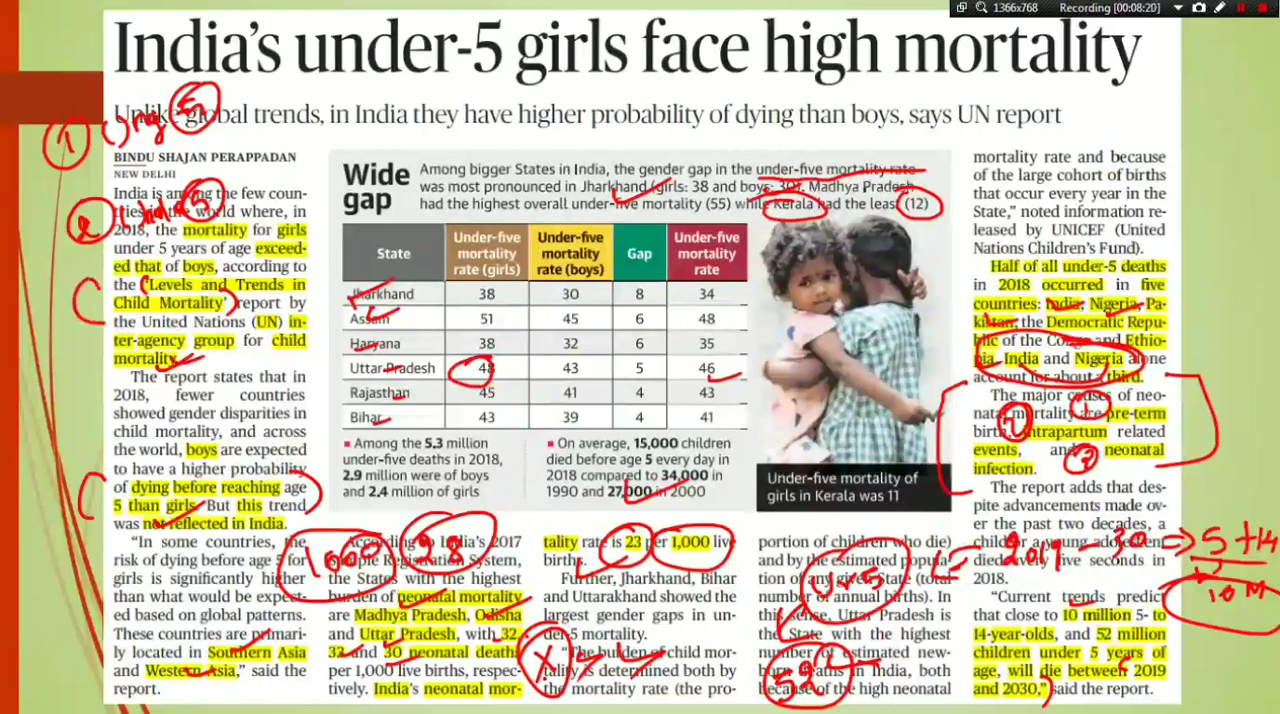 1366x768
Recording [00:08:20]
India's under-5 girls face high mortality
Unlike global trends, in India they have higher probability of dying than boys, says UN report
BINDU SHAJAN PERAPPADAN
NEW DELHI
India is among the few coun-
tries in the world where, in
2018, the mortality for girls
under 5 years of age exceed-
ed that of boys, according to
the 'Levels and Trends in
Child Mortality' report by
the United Nations (UN) in-
ter-agency group for child
mortality.
The report states that in
2018, fewer countries
showed gender disparities in
child mortality, and across
the world, boys are expected
to have a higher probability
of dying before reaching age
5 than girls. But this trend
was not reflected in India.
"In some countries, the
risk of dying before age 5 for
girls is significantly higher
than what would be expect-
ed based on global patterns.
These countries are primari-
ly located in Southern Asia
and Western Asia," said the
report.
Wide gap
Among bigger States in India, the gender gap in the under-five mortality rate
was most pronounced in Jharkhand (girls: 38 and boys: 30). Madhya Pradesh
had the highest overall under-five mortality (55) while Kerala had the least (12)
State Under-five mortality rate (girls) Under-five mortality rate (boys) Gap Under-five mortality rate
Jharkhand 38 30 8 34
Assam 51 45 6 48
Haryana 38 32 6 35
Uttar Pradesh 48 43 5 46
Rajasthan 45 41 4 43
Bihar 43 39 4 41
Among the 5.3 million
under-five deaths in 2018,
2.9 million were of boys
and 2.4 million of girls
On average, 15,000 children
died before age 5 every day in
2018 compared to 34,000 in
1990 and 27,000 in 2000
Under-five mortality of
girls in Kerala was 11
According to India's 2017
Sample Registration System,
the States with the highest
burden of neonatal mortality
are Madhya Pradesh, Odisha
and Uttar Pradesh, with 32,
32 and 30 neonatal deaths
per 1,000 live births, respec-
tively. India's neonatal mor-
tality rate is 23 per 1,000 live
births.
Further, Jharkhand, Bihar
and Uttarakhand showed the
largest gender gaps in un-
der-5 mortality.
"The burden of child mor-
tality is determined both by
the mortality rate (the pro-
portion of children who die)
and by the estimated popula-
tion of any given State (total
number of annual births). In
this sense, Uttar Pradesh is
the State with the highest
number of estimated new-
born deaths in India, both
because of the high neonatal
mortality rate and because
of the large cohort of births
that occur every year in the
State," noted information re-
leased by UNICEF (United
Nations Children's Fund).
Half of all under-5 deaths
in 2018 occurred in five
countries: India, Nigeria, Pa-
kistan, the Democratic Repu-
blic of the Congo and Ethio-
pia. India and Nigeria alone
account for about a third.
The major causes of neo-
natal mortality are pre-term
birth, intrapartum related
events, and neonatal
infection.
The report adds that des-
pite advancements made ov-
er the past two decades, a
child or a young adolescent
died every five seconds in
2018.
"Current trends predict
that close to 10 million 5- to
14-year-olds, and 52 million
children under 5 years of
age, will die between 2019
and 2030," said the report.
1
5
2
5
1000
28
U-5
52
2019 - 30
5 14
10 M